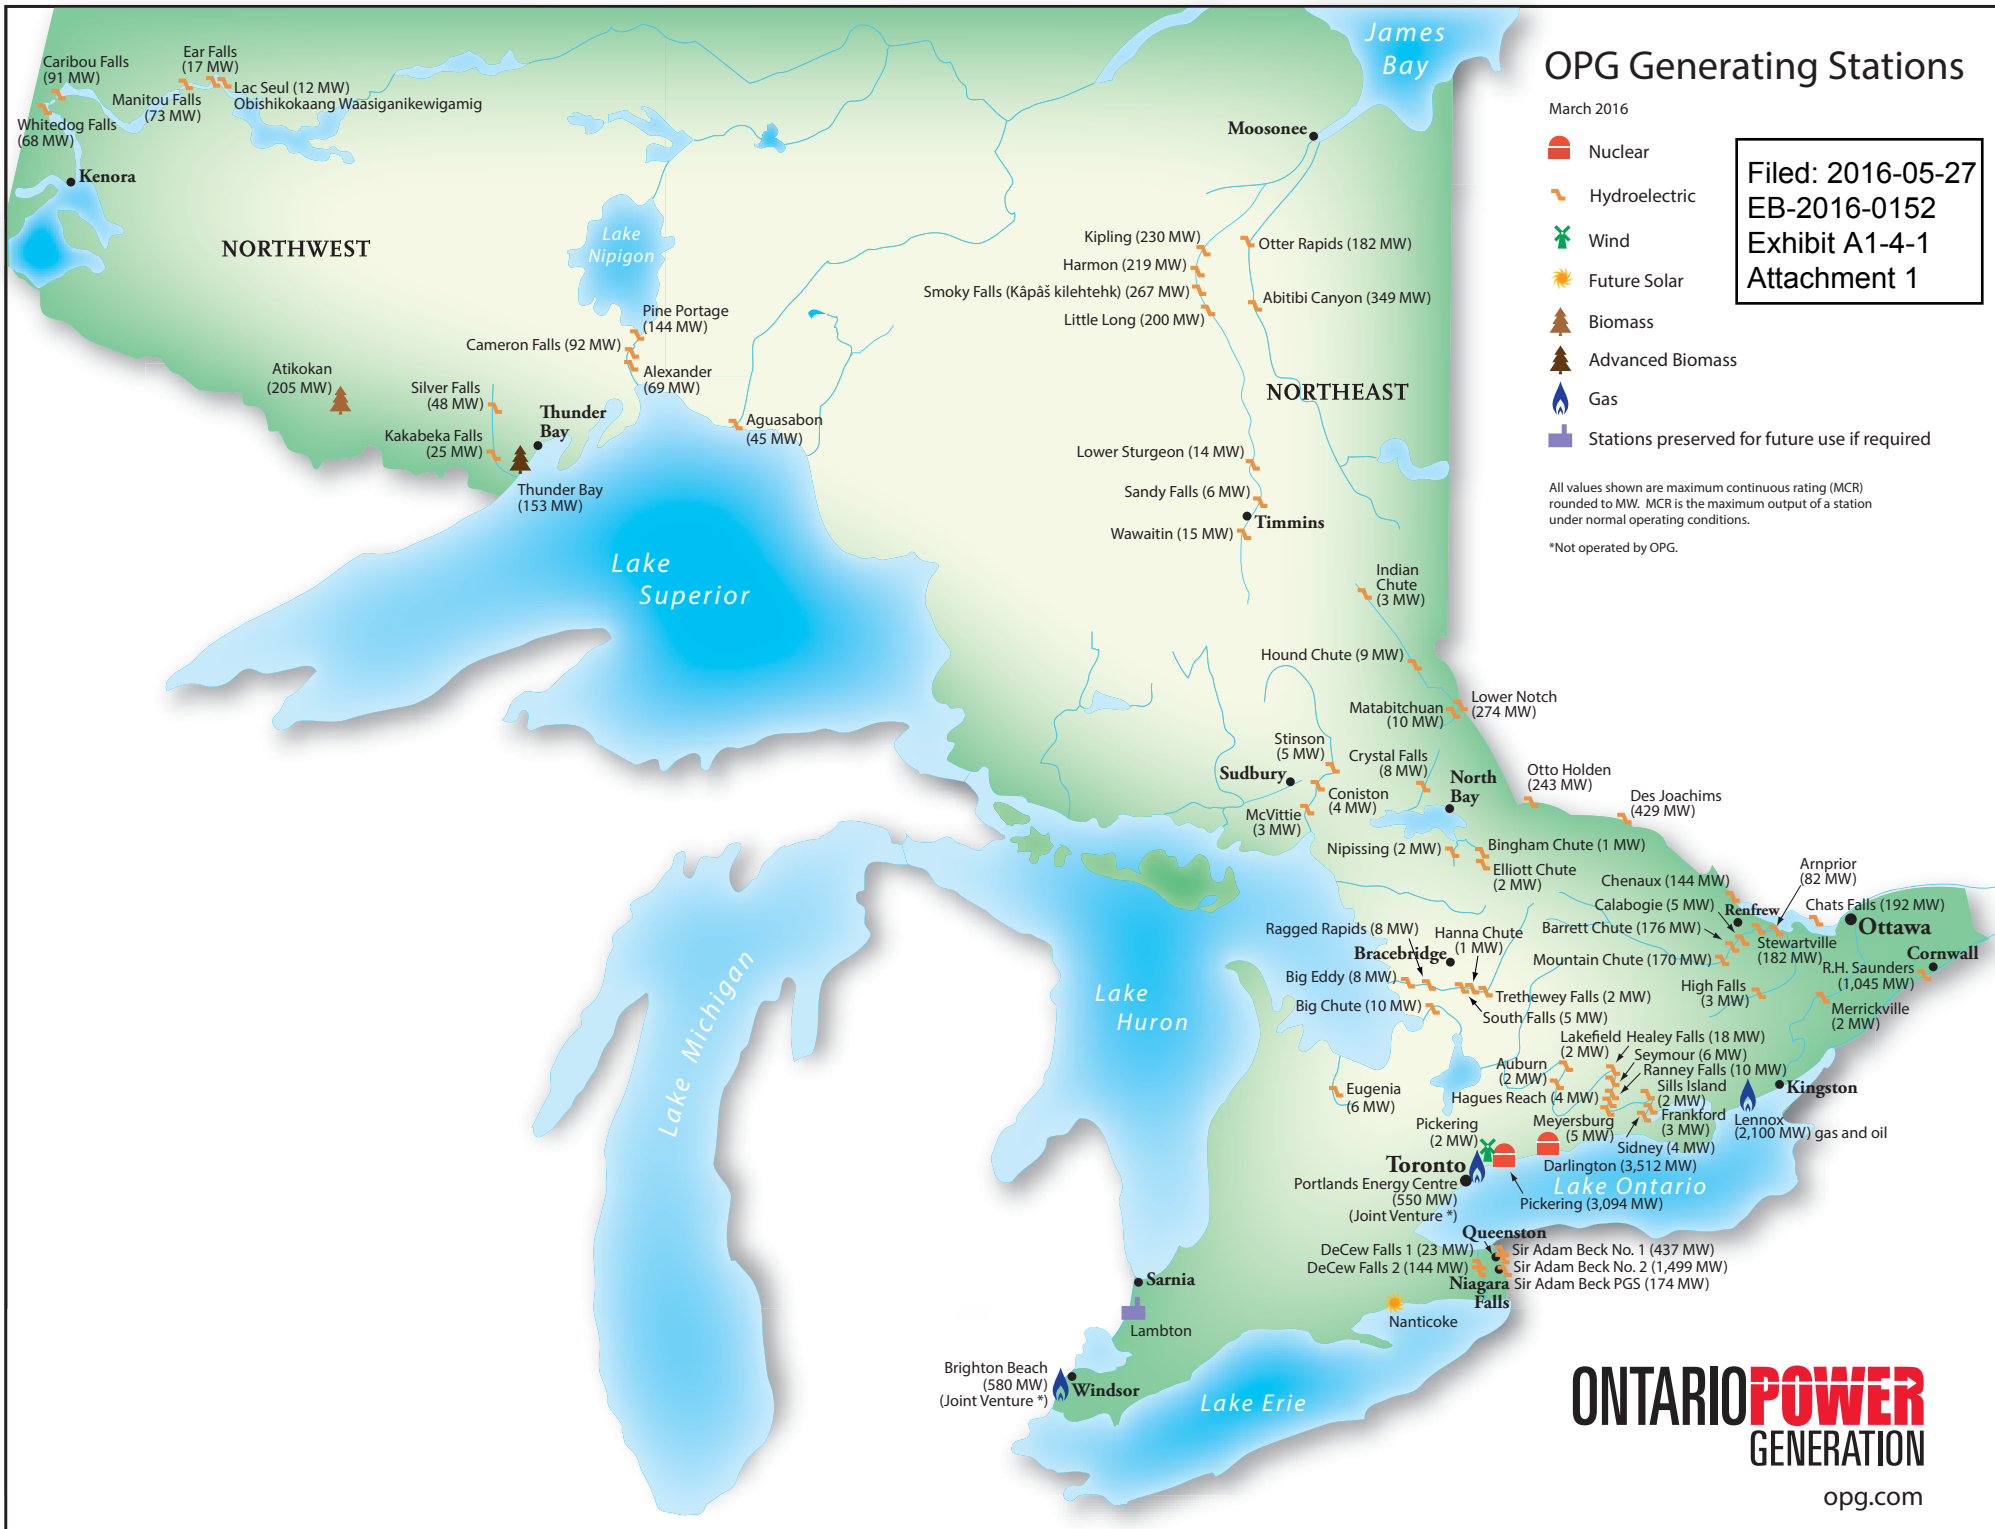 OPG Generating Stations
March 2016
Nuclear
Hydroelectric
Wind
Future Solar
Biomass
Advanced Biomass
Gas
Stations preserved for future use if required
All values shown are maximum continuous rating (MCR)
rounded to MW. MCR is the maximum output of a station
under normal operating conditions.
*Not operated by OPG.
Filed: 2016-05-27
EB-2016-0152
Exhibit A1-4-1
Attachment 1
James
Bay
Caribou Falls
(91 MW)
Ear Falls
(17 MW)
Manitou Falls
(73 MW)
Lac Seul (12 MW)
Obishikokaang Waasiganikewigamig
Whitedog Falls
(68 MW)
Kenora
NORTHWEST
Lake
Nipigon
Moosonee
Kipling (230 MW)
Harmon (219 MW)
Smoky Falls (Kâpâš kilehtehk) (267 MW)
Little Long (200 MW)
Otter Rapids (182 MW)
Abitibi Canyon (349 MW)
Pine Portage
(144 MW)
Cameron Falls (92 MW)
Alexander
(69 MW)
Atikokan
(205 MW)
Silver Falls
(48 MW)
Thunder
Bay
Kakabeka Falls
(25 MW)
Thunder Bay
(153 MW)
Aguasabon
(45 MW)
NORTHEAST
Lower Sturgeon (14 MW)
Sandy Falls (6 MW)
Timmins
Wawaitin (15 MW)
Lake
Superior
Indian
Chute
(3 MW)
Hound Chute (9 MW)
Matabitchuan
(10 MW)
Lower Notch
(274 MW)
Stinson
(5 MW)
Crystal Falls
(8 MW)
Sudbury
Coniston
(4 MW)
McVittie
(3 MW)
North
Bay
Otto Holden
(243 MW)
Des Joachims
(429 MW)
Nipissing (2 MW)
Bingham Chute (1 MW)
Elliott Chute
(2 MW)
Arnprior
(82 MW)
Chenaux (144 MW)
Calabogie (5 MW)
Renfrew
Chats Falls (192 MW)
Ottawa
Barrett Chute (176 MW)
Stewartville
(182 MW)
Mountain Chute (170 MW)
Cornwall
R.H. Saunders
(1,045 MW)
High Falls
(3 MW)
Merrickville
(2 MW)
Ragged Rapids (8 MW)
Hanna Chute
(1 MW)
Bracebridge
Big Eddy (8 MW)
Big Chute (10 MW)
Trethewey Falls (2 MW)
South Falls (5 MW)
Lake
Huron
Lake Michigan
Lakefield
(2 MW)
Healey Falls (18 MW)
Seymour (6 MW)
Ranney Falls (10 MW)
Auburn
(2 MW)
Sills Island
(2 MW)
Hagues Reach (4 MW)
Frankford
(3 MW)
Meyersburg
(5 MW)
Sidney (4 MW)
Kingston
Lennox
(2,100 MW) gas and oil
Eugenia
(6 MW)
Pickering
(2 MW)
Toronto
Darlington (3,512 MW)
Lake Ontario
Portlands Energy Centre
(550 MW)
(Joint Venture *)
Pickering (3,094 MW)
Queenston
DeCew Falls 1 (23 MW)
DeCew Falls 2 (144 MW)
Sir Adam Beck No. 1 (437 MW)
Sir Adam Beck No. 2 (1,499 MW)
Sir Adam Beck PGS (174 MW)
Niagara
Falls
Nanticoke
Sarnia
Lambton
Brighton Beach
(580 MW)
(Joint Venture *)
Windsor
Lake Erie
ONTARIOPOWER
GENERATION
opg.com